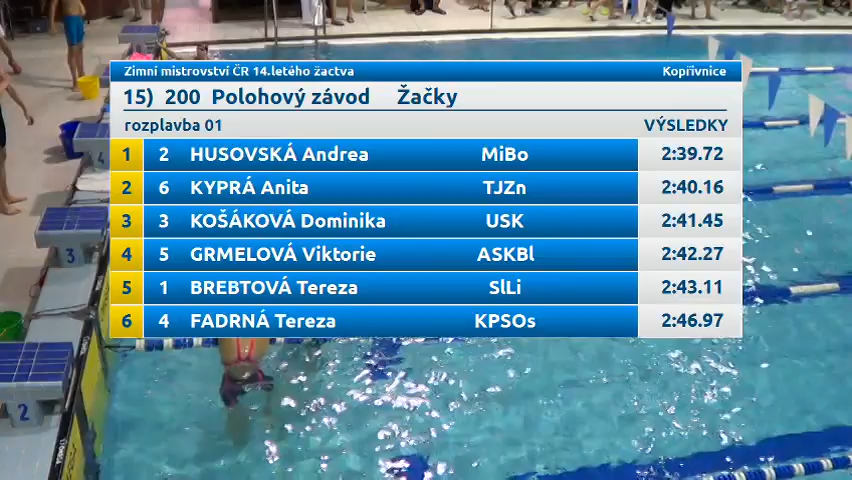 Zimní mistrovství ČR 14.letého žactva Kopřivnice
15) 200 Polohový závod Žačky
rozplavba 01 VÝSLEDKY
1 2 HUSOVSKÁ Andrea MiBo 2:39.72
2 6 KYPRÁ Anita TJZn 2:40.16
3 3 KOŠÁKOVÁ Dominika USK 2:41.45
4 5 GRMELOVÁ Viktorie ASKBl 2:42.27
5 1 BREBTOVÁ Tereza SlLi 2:43.11
6 4 FADRNÁ Tereza KPSOs 2:46.97
4
3
2